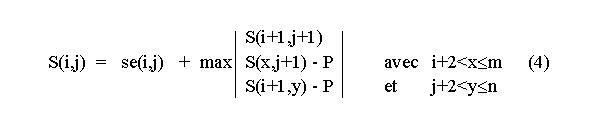 S(i+1,j+1)
S(i,j) = se(i,j) + max S(x,j+1) - P avec i+2<x≤m (4)
S(i+1,y) - P et j+2<y≤n